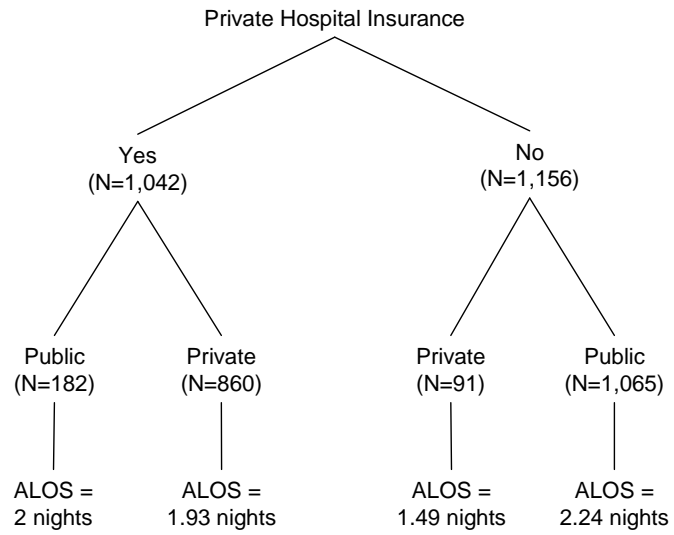 Private Hospital Insurance
Yes
(N=1,042)
No
(N=1,156)
Public
(N=182)
Private
(N=860)
Private
(N=91)
Public
(N=1,065)
ALOS =
2 nights
ALOS =
1.93 nights
ALOS =
1.49 nights
ALOS =
2.24 nights